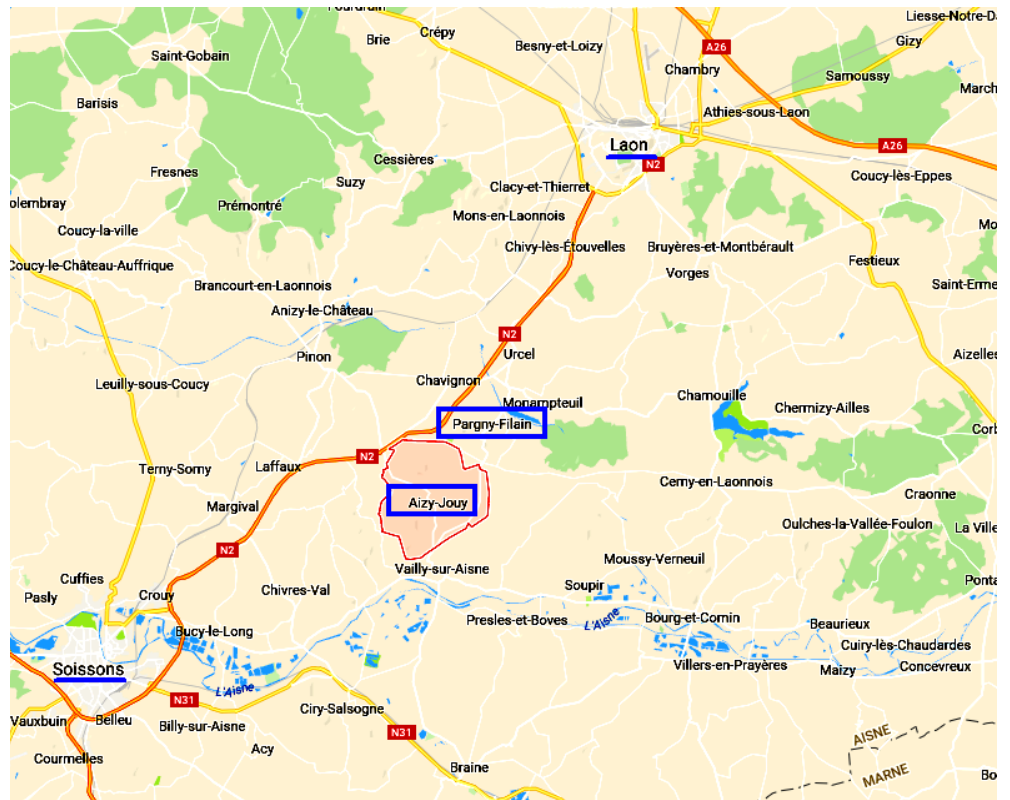 Liesse-Notre-D
Crépy
Brie
Gizy
Besny-et-Loizy
A26
Saint-Gobain
Chambry
Samoussy
March
Barisis
Athies-sous-Laon
Laon
A26
Cessières
N2
Fresnes
Coucy-lès-Eppes
Suzy
Clacy-et-Thierret
olembray
Prémontré
Mons-en-Laonnois
Mo
Coucy-la-ville
Chivy-lès-Étouvelles
Bruyères-et-Montbérault
Festieux
Coucy-le-Château-Auffrique
Vorges
Brancourt-en-Laonnois
Saint-Erme
Anizy-le-Château
N2
Urcel
Pinon
Aizelles
Chavignon
Leuilly-sous-Coucy
Chamouille
Monampteuil
Chermizy-Ailles
Pargny-Filain
Corb
N2
Laffaux
Terny-Sorny
Cerny-en-Laonnois
Craonne
Aizy-Jouy
Margival
Oulches-la-Vallée-Foulon
La Ville
N2
Moussy-Verneuil
Vailly-sur-Aisne
Cuffies
Ponta
Soupir
Chivres-Val
Crouy
Pasly
Presles-et-Boves
L'Aisne
Bourg-et-Comin
Beaurieux
Bucy-le-Long
Cuiry-lès-Chaudardes
Villers-en-Prayères
Concevreux
Maizy
Soissons
L'Aisne
N31
Ciry-Salsogne
Vauxbuin
Belleu
Billy-sur-Aisne
N31
AISNE
Acy
Courmelles
Braine
MARNE
Bo